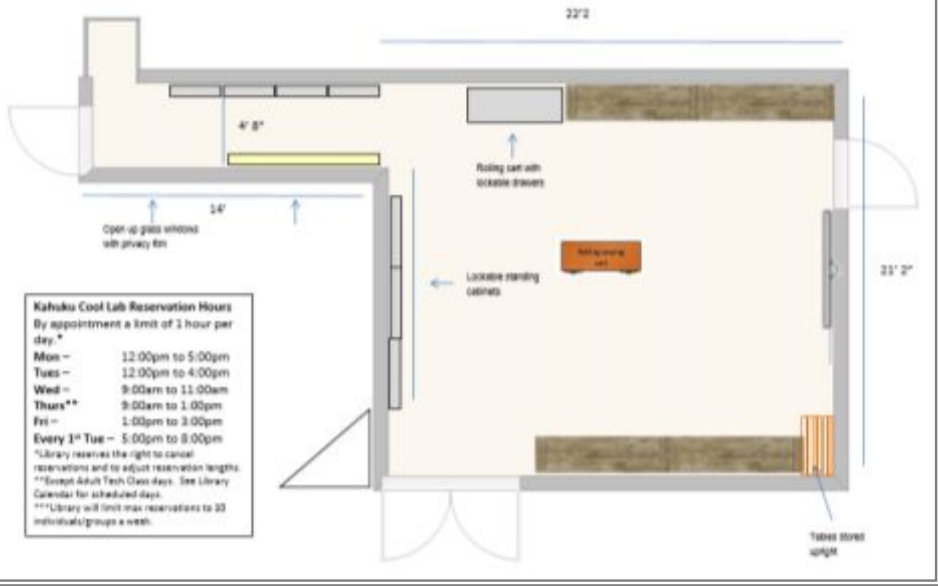 22'2
4' 8"
Rolling cart with
lockable drawers
14'
Open up glass windows
with privacy film
Lockable standing
cabinets
21' 2"
Kahuku Cool Lab Reservation Hours
By appointment a limit of 1 hour per
day.*
Mon – 12:00pm to 5:00pm
Tues – 12:00pm to 4:00pm
Wed – 9:00am to 11:00am
Thurs** 9:00am to 1:00pm
Fri – 1:00pm to 3:00pm
Every 1st Tue – 5:00pm to 8:00pm
*Library reserves the right to cancel
reservations and to adjust reservation lengths.
**Except Adult Tech Class days. See Library
Calendar for scheduled days.
***Library will limit max reservations to 10
individuals/groups a week.
Tables stored
upright